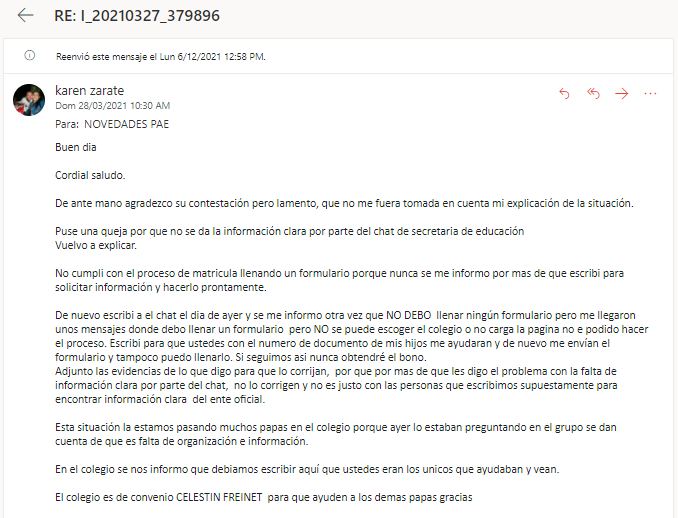 RE: I_20210327_379896
Reenvió este mensaje el Lun 6/12/2021 12:58 PM.
karen zarate
Dom 28/03/2021 10:30 AM
Para: NOVEDADES PAE
Buen dia
Cordial saludo.
De ante mano agradezco su contestación pero lamento, que no me fuera tomada en cuenta mi explicación de la situación.
Puse una queja por que no se da la información clara por parte del chat de secretaria de educación
Vuelvo a explicar.
No cumpli con el proceso de matricula llenando un formulario porque nunca se me informo por mas de que escribi para
solicitar información y hacerlo prontamente.
De nuevo escribi a el chat el dia de ayer y se me informo otra vez que NO DEBO llenar ningún formulario pero me llegaron
unos mensajes donde debo llenar un formulario pero NO se puede escoger el colegio o no carga la pagina no e podido hacer
el proceso. Escribi para que ustedes con el numero de documento de mis hijos me ayudaran y de nuevo me envían el
formulario y tampoco puedo llenarlo. Si seguimos asi nunca obtendré el bono.
Adjunto las evidencias de lo que digo para que lo corrijan, por que por mas de que les digo el problema con la falta de
información clara por parte del chat, no lo corrigen y no es justo con las personas que escribimos supuestamente para
encontrar información clara del ente oficial.
Esta situación la estamos pasando muchos papas en el colegio porque ayer lo estaban preguntando en el grupo se dan
cuenta de que es falta de organización e información.
En el colegio se nos informo que debiamos escribir aquí que ustedes eran los unicos que ayudaban y vean.
El colegio es de convenio CELESTIN FREINET para que ayuden a los demas papas gracias